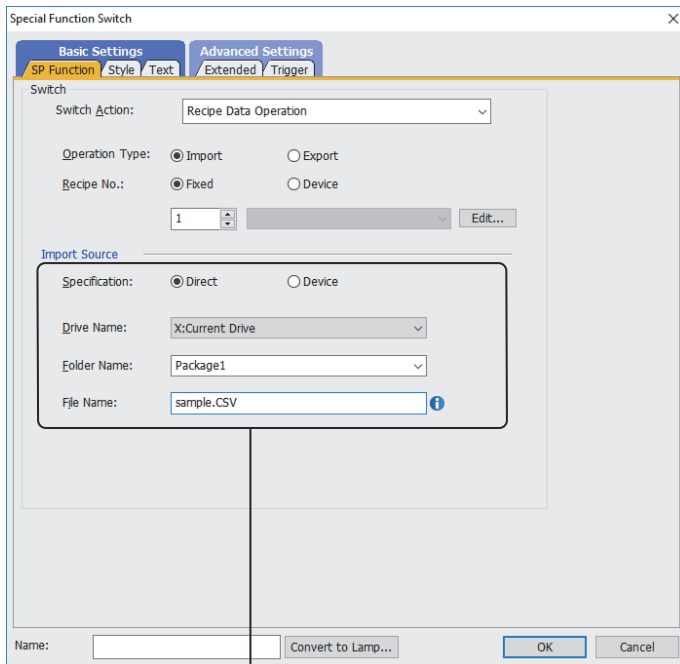 Special Function Switch
Basic Settings Advanced Settings
SP Function Style Text Extended Trigger
Switch
Switch Action: Recipe Data Operation
Operation Type: Import Export
Recipe No.: Fixed Device
1 Edit...
Import Source
Specification: Direct Device
Drive Name: X:Current Drive
Folder Name: Package1
File Name: sample.CSV
Name: Convert to Lamp... OK Cancel